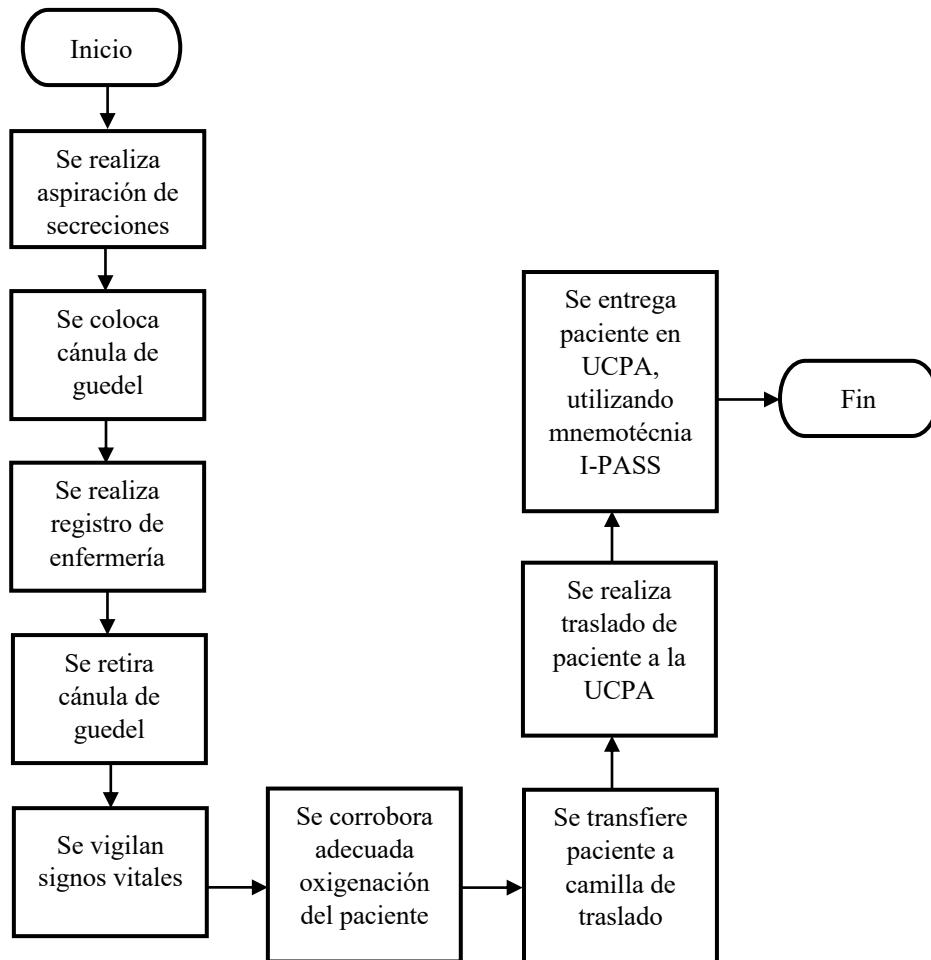 Inicio
Se realiza
aspiración de
secreciones
Se coloca
cánula de
guedel
Se realiza
registro de
enfermería
Se retira
cánula de
guedel
Se vigilan
signos vitales
Se corrobora
adecuada
oxigenación
del paciente
Se transfiere
paciente a
camilla de
traslado
Se realiza
traslado de
paciente a la
UCPA
Se entrega
paciente en
UCPA,
utilizando
mnemotécnia
I-PASS
Fin